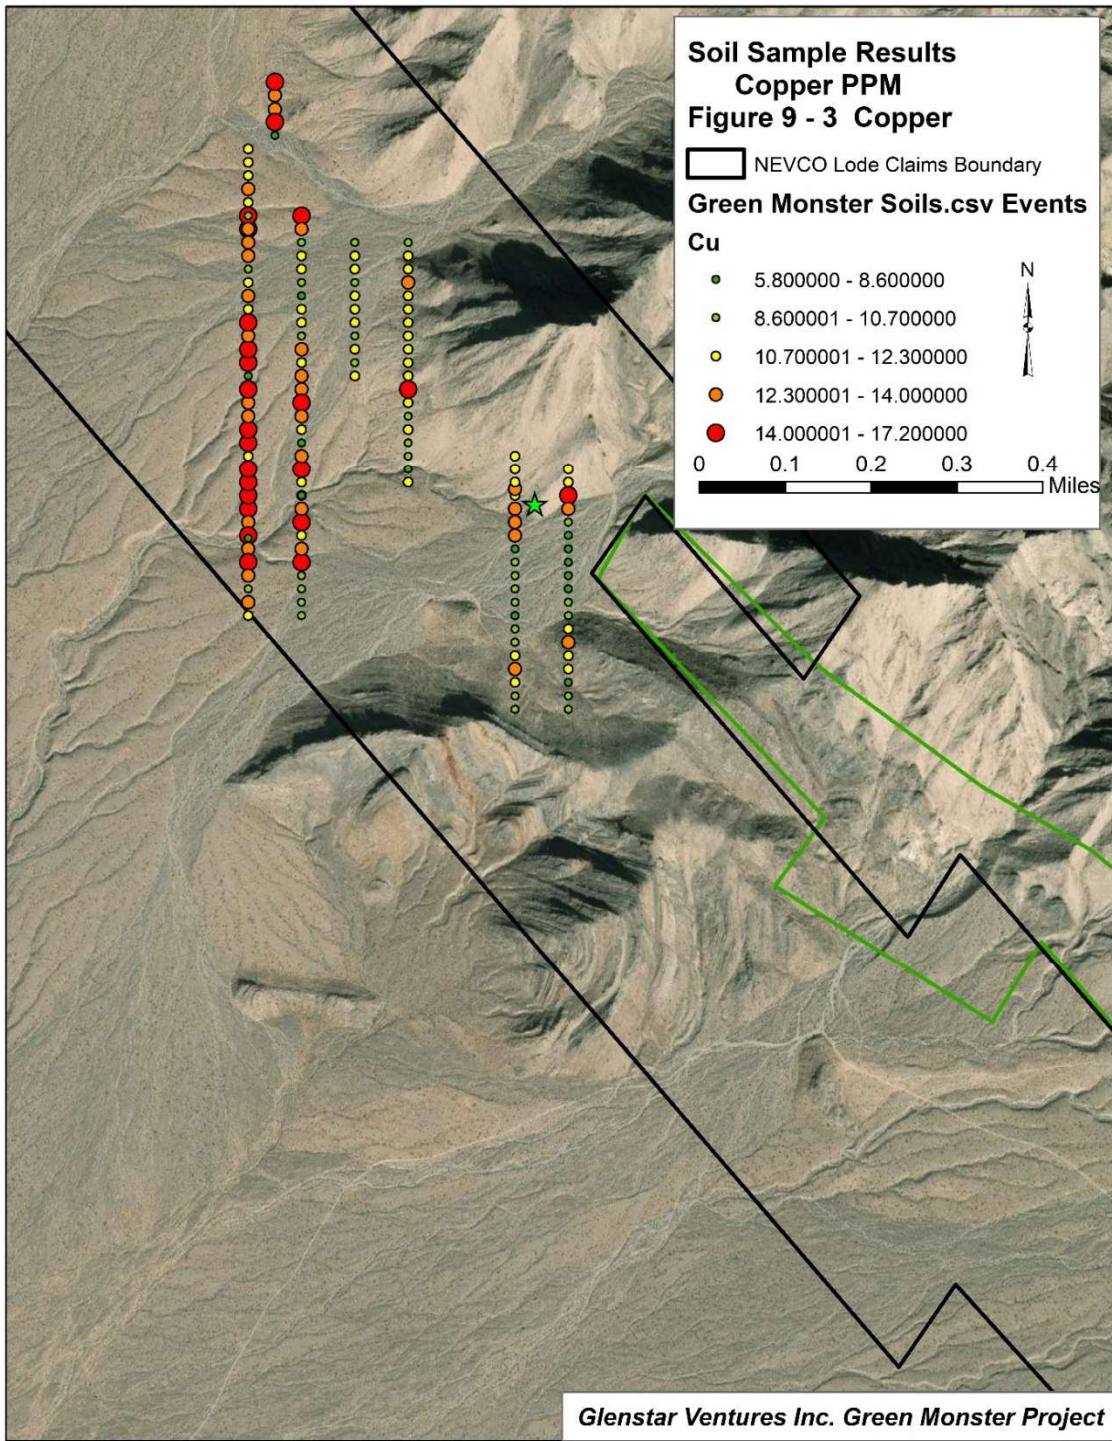 Soil Sample Results
Copper PPM
Figure 9 - 3 Copper
NEVCO Lode Claims Boundary
Green Monster Soils.csv Events
Cu
N
5.800000 - 8.600000
8.600001 - 10.700000
10.700001 - 12.300000
12.300001 - 14.000000
14.000001 - 17.200000
0 0.1 0.2 0.3 0.4
Miles
Glenstar Ventures Inc. Green Monster Project